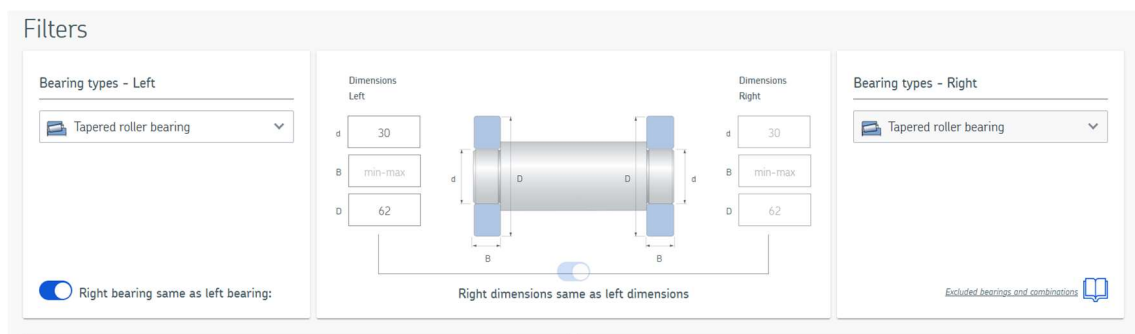 Filters
Bearing types - Left
Tapered roller bearing
Right bearing same as left bearing:
Dimensions
Left
d 30
B min-max
D 62
d D D d
B B
Dimensions
Right
d 30
B min-max
D 62
Right dimensions same as left dimensions
Bearing types - Right
Tapered roller bearing
Excluded bearings and combinations